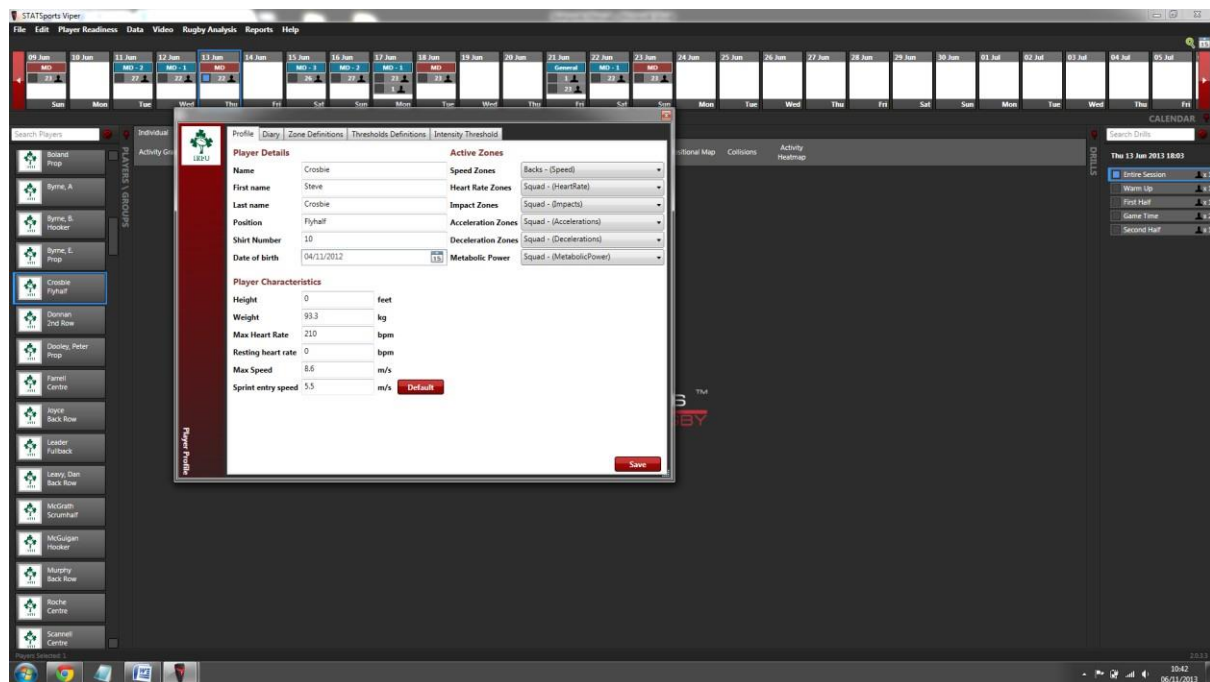 STATSports Viper
File Edit Player Readiness Data Video Rugby Analysis Reports Help
09 Jun 10 Jun 11 Jun 12 Jun 13 Jun 14 Jun 15 Jun 16 Jun 17 Jun 18 Jun 19 Jun 20 Jun 21 Jun 22 Jun 23 Jun 24 Jun 25 Jun 26 Jun 27 Jun 28 Jun 29 Jun 30 Jun 01 Jul 02 Jul 03 Jul 04 Jul 05 Jul
MD MD - 2 MD - 1 MD MD - 3 MD - 2 MD - 1 MD General MD - 1 MD
23 27 22 22 26 27 23 23 1 22 23
1 23
Sun Mon Tue Wed Thu Fri Sat Sun Mon Tue Wed Thu Fri Sat Sun Mon Tue Wed Thu Fri Sat Sun Mon Tue Wed Thu Fri
CALENDAR
Search Players
PLAYERS \ GROUPS
Individual
Boland
Prop
Byrne, A
Byrne, B.
Hooker
Byrne, E.
Prop
Crosbie
Flyhalf
Donnan
2nd Row
Dooley, Peter
Prop
Farrell
Centre
Joyce
Back Row
Leader
Fullback
Leavy, Dan
Back Row
McGrath
Scrumhalf
McGuigan
Hooker
Murphy
Back Row
Roche
Centre
Scannell
Centre
Players Selected: 1
IRFU
Player Profile
Profile Diary Zone Definitions Thresholds Definitions Intensity Threshold
Player Details Active Zones
Name Crosbie Speed Zones Backs - (Speed)
First name Steve Heart Rate Zones Squad - (HeartRate)
Last name Crosbie Impact Zones Squad - (Impacts)
Position Flyhalf Acceleration Zones Squad - (Accelerations)
Shirt Number 10 Deceleration Zones Squad - (Decelerations)
Date of birth 04/11/2012 15 Metabolic Power Squad - (MetabolicPower)
Player Characteristics
Height 0 feet
Weight 93.3 kg
Max Heart Rate 210 bpm
Resting heart rate 0 bpm
Max Speed 8.6 m/s
Sprint entry speed 5.5 m/s Default
Save
Map Collisions Activity
Heatmap
DRILLS
Search Drills
Thu 13 Jun 2013 18:03
Entire Session
Warm Up
First Half
Game Time
Second Half
10:42
06/11/2013